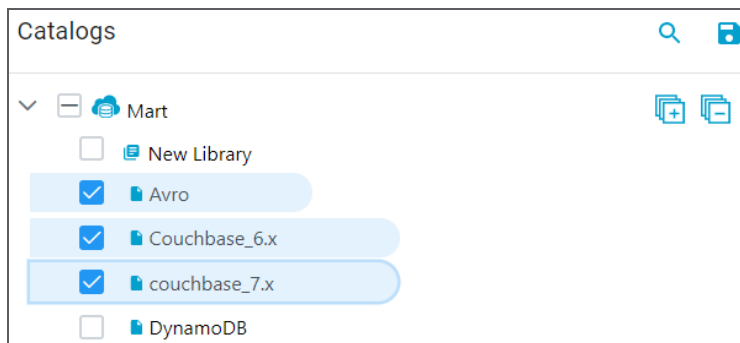 Catalogs
Mart
New Library
Avro
Couchbase_6.x
couchbase_7.x
DynamoDB